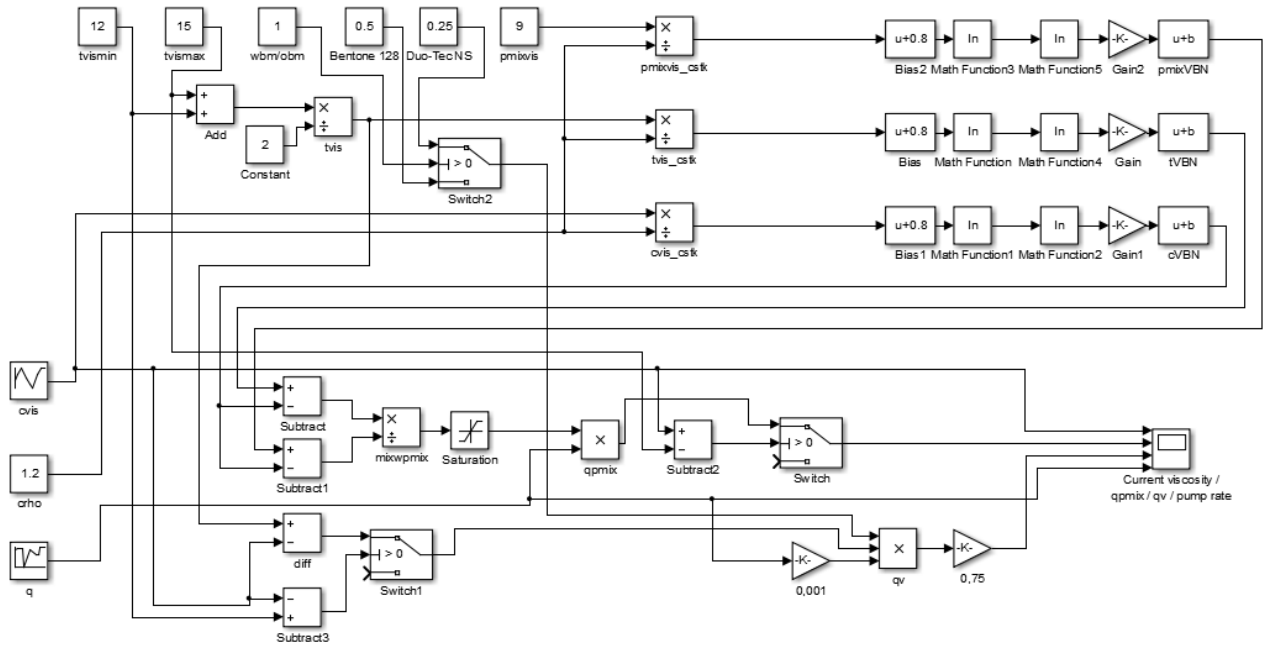 12
tvismin
15
tvismax
1
wbm/obm
0.5
Bentone 128
0.25
Duo-Tec NS
9
pmixvis
×
÷
pmixvis_cstk
u+0.8
Bias2
ln
Math Function3
ln
Math Function5
-K-
Gain2
u+b
pmixVBN
+
+
Add
×
÷
tvis
2
Constant
> 0
Switch2
×
÷
tvis_cstk
u+0.8
Bias
ln
Math Function
ln
Math Function4
-K-
Gain
u+b
tVBN
×
÷
cvis_cstk
u+0.8
Bias1
ln
Math Function1
ln
Math Function2
-K-
Gain1
u+b
cVBN
cvis
+
−
Subtract
+
−
Subtract1
×
÷
mixwpmix
Saturation
×
qpmix
+
−
Subtract2
> 0
Switch
Current viscosity /
qpmix / qv / pump rate
1.2
crho
q
+
−
diff
> 0
Switch1
−
+
Subtract3
-K-
0,001
×
qv
-K-
0,75